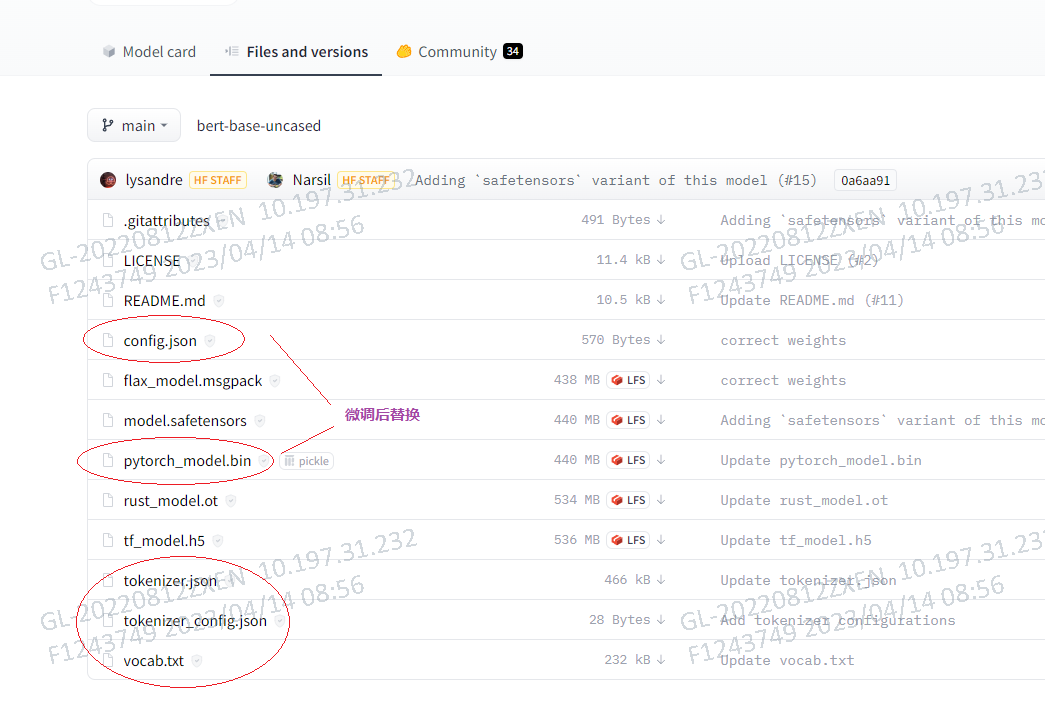 Model card Files and versions Community 34
main bert-base-uncased
lysandre HF STAFF Narsil HF STAFF Adding `safetensors` variant of this model (#15) 0a6aa91
.gitattributes 491 Bytes Adding `safetensors` variant of this mo
LICENSE 11.4 kB Upload LICENSE (#2)
README.md 10.5 kB Update README.md (#11)
config.json 570 Bytes correct weights
flax_model.msgpack 438 MB LFS correct weights
微调后替换
model.safetensors 440 MB LFS Adding `safetensors` variant of this mo
pytorch_model.bin pickle 440 MB LFS Update pytorch_model.bin
rust_model.ot 534 MB LFS Update rust_model.ot
tf_model.h5 536 MB LFS Update tf_model.h5
tokenizer.json 466 kB Update tokenizer.json
tokenizer_config.json 28 Bytes Add tokenizer configurations
vocab.txt 232 kB Update vocab.txt
GL-20220812ZXEN 10.197.31.232
F1243749 2023/04/14 08:56
GL-20220812ZXEN 10.197.31.23
F1243749 2023/04/14 08:56
GL-20220812ZXEN 10.197.31.232
F1243749 2023/04/14 08:56
GL-20220812ZXEN 10.197.31.23
F1243749 2023/04/14 08:56